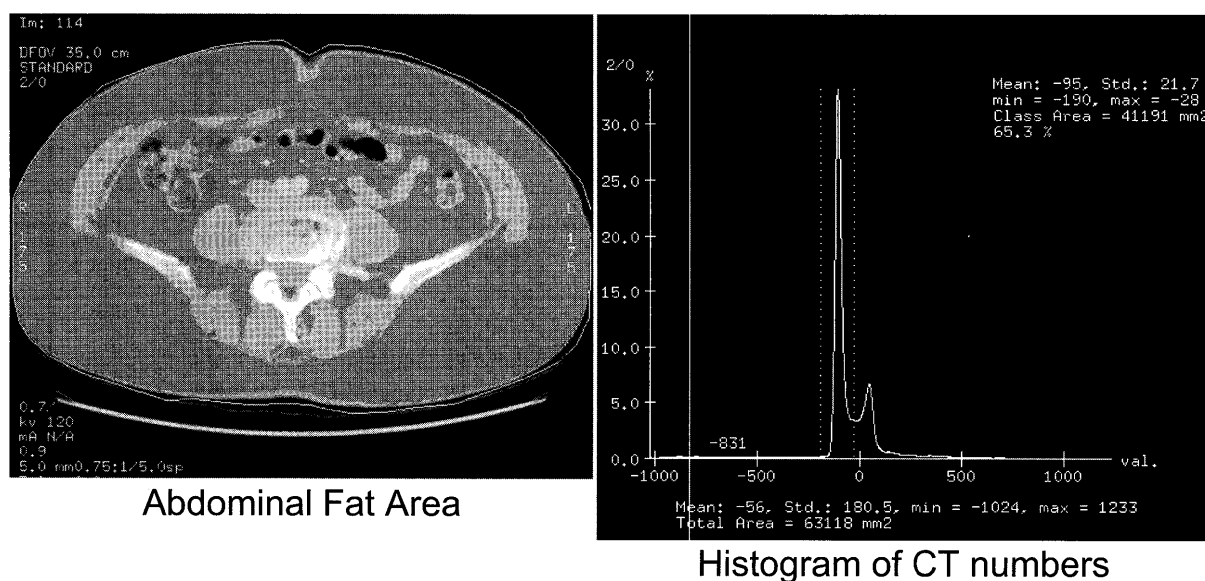 Im: 114
DFOV 35.0 cm
STANDARD
2/0
R
175
L
175
0.7/
kv 120
mA N/A
0.9
5.0 mm0.75:1/5.0sp
Abdominal Fat Area
2/0
%
Mean: -95, Std.: 21.7
min = -190, max = -28
Class Area = 41191 mm2
65.3 %
30.0
25.0
20.0
15.0
10.0
5.0
0.0
-831
-1000
-500
0
500
1000
val.
Mean: -56, Std.: 180.5, min = -1024, max = 1233
Total Area = 63118 mm2
Histogram of CT numbers